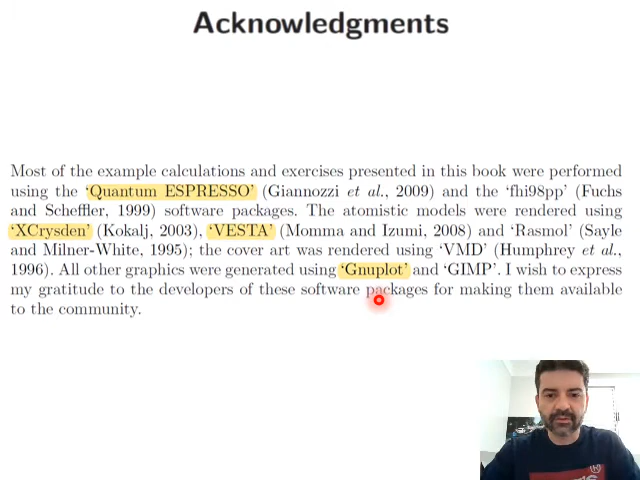 Acknowledgments
Most of the example calculations and exercises presented in this book were performed
using the ‘Quantum ESPRESSO’ (Giannozzi et al., 2009) and the ‘fhi98pp’ (Fuchs
and Scheffler, 1999) software packages. The atomistic models were rendered using
‘XCrysden’ (Kokalj, 2003), ‘VESTA’ (Momma and Izumi, 2008) and ‘Rasmol’ (Sayle
and Milner-White, 1995); the cover art was rendered using ‘VMD’ (Humphrey et al.,
1996). All other graphics were generated using ‘Gnuplot’ and ‘GIMP’. I wish to express
my gratitude to the developers of these software packages for making them available
to the community.